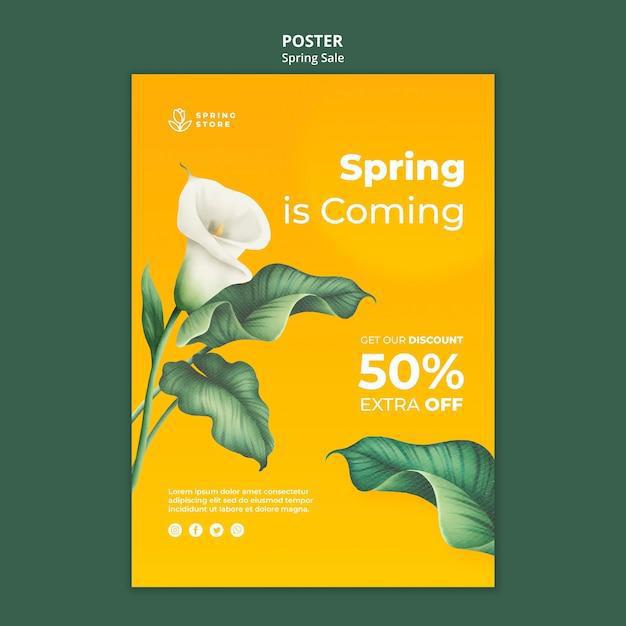 POSTER
Spring Sale
SPRING
STORE
Spring
is Coming
GET OUR DISCOUNT
50%
EXTRA OFF
Lorem ipsum dolor amet consectetur
adipiscing elit sed do eiusmod tempor
incididunt ut labore et dolore magna.